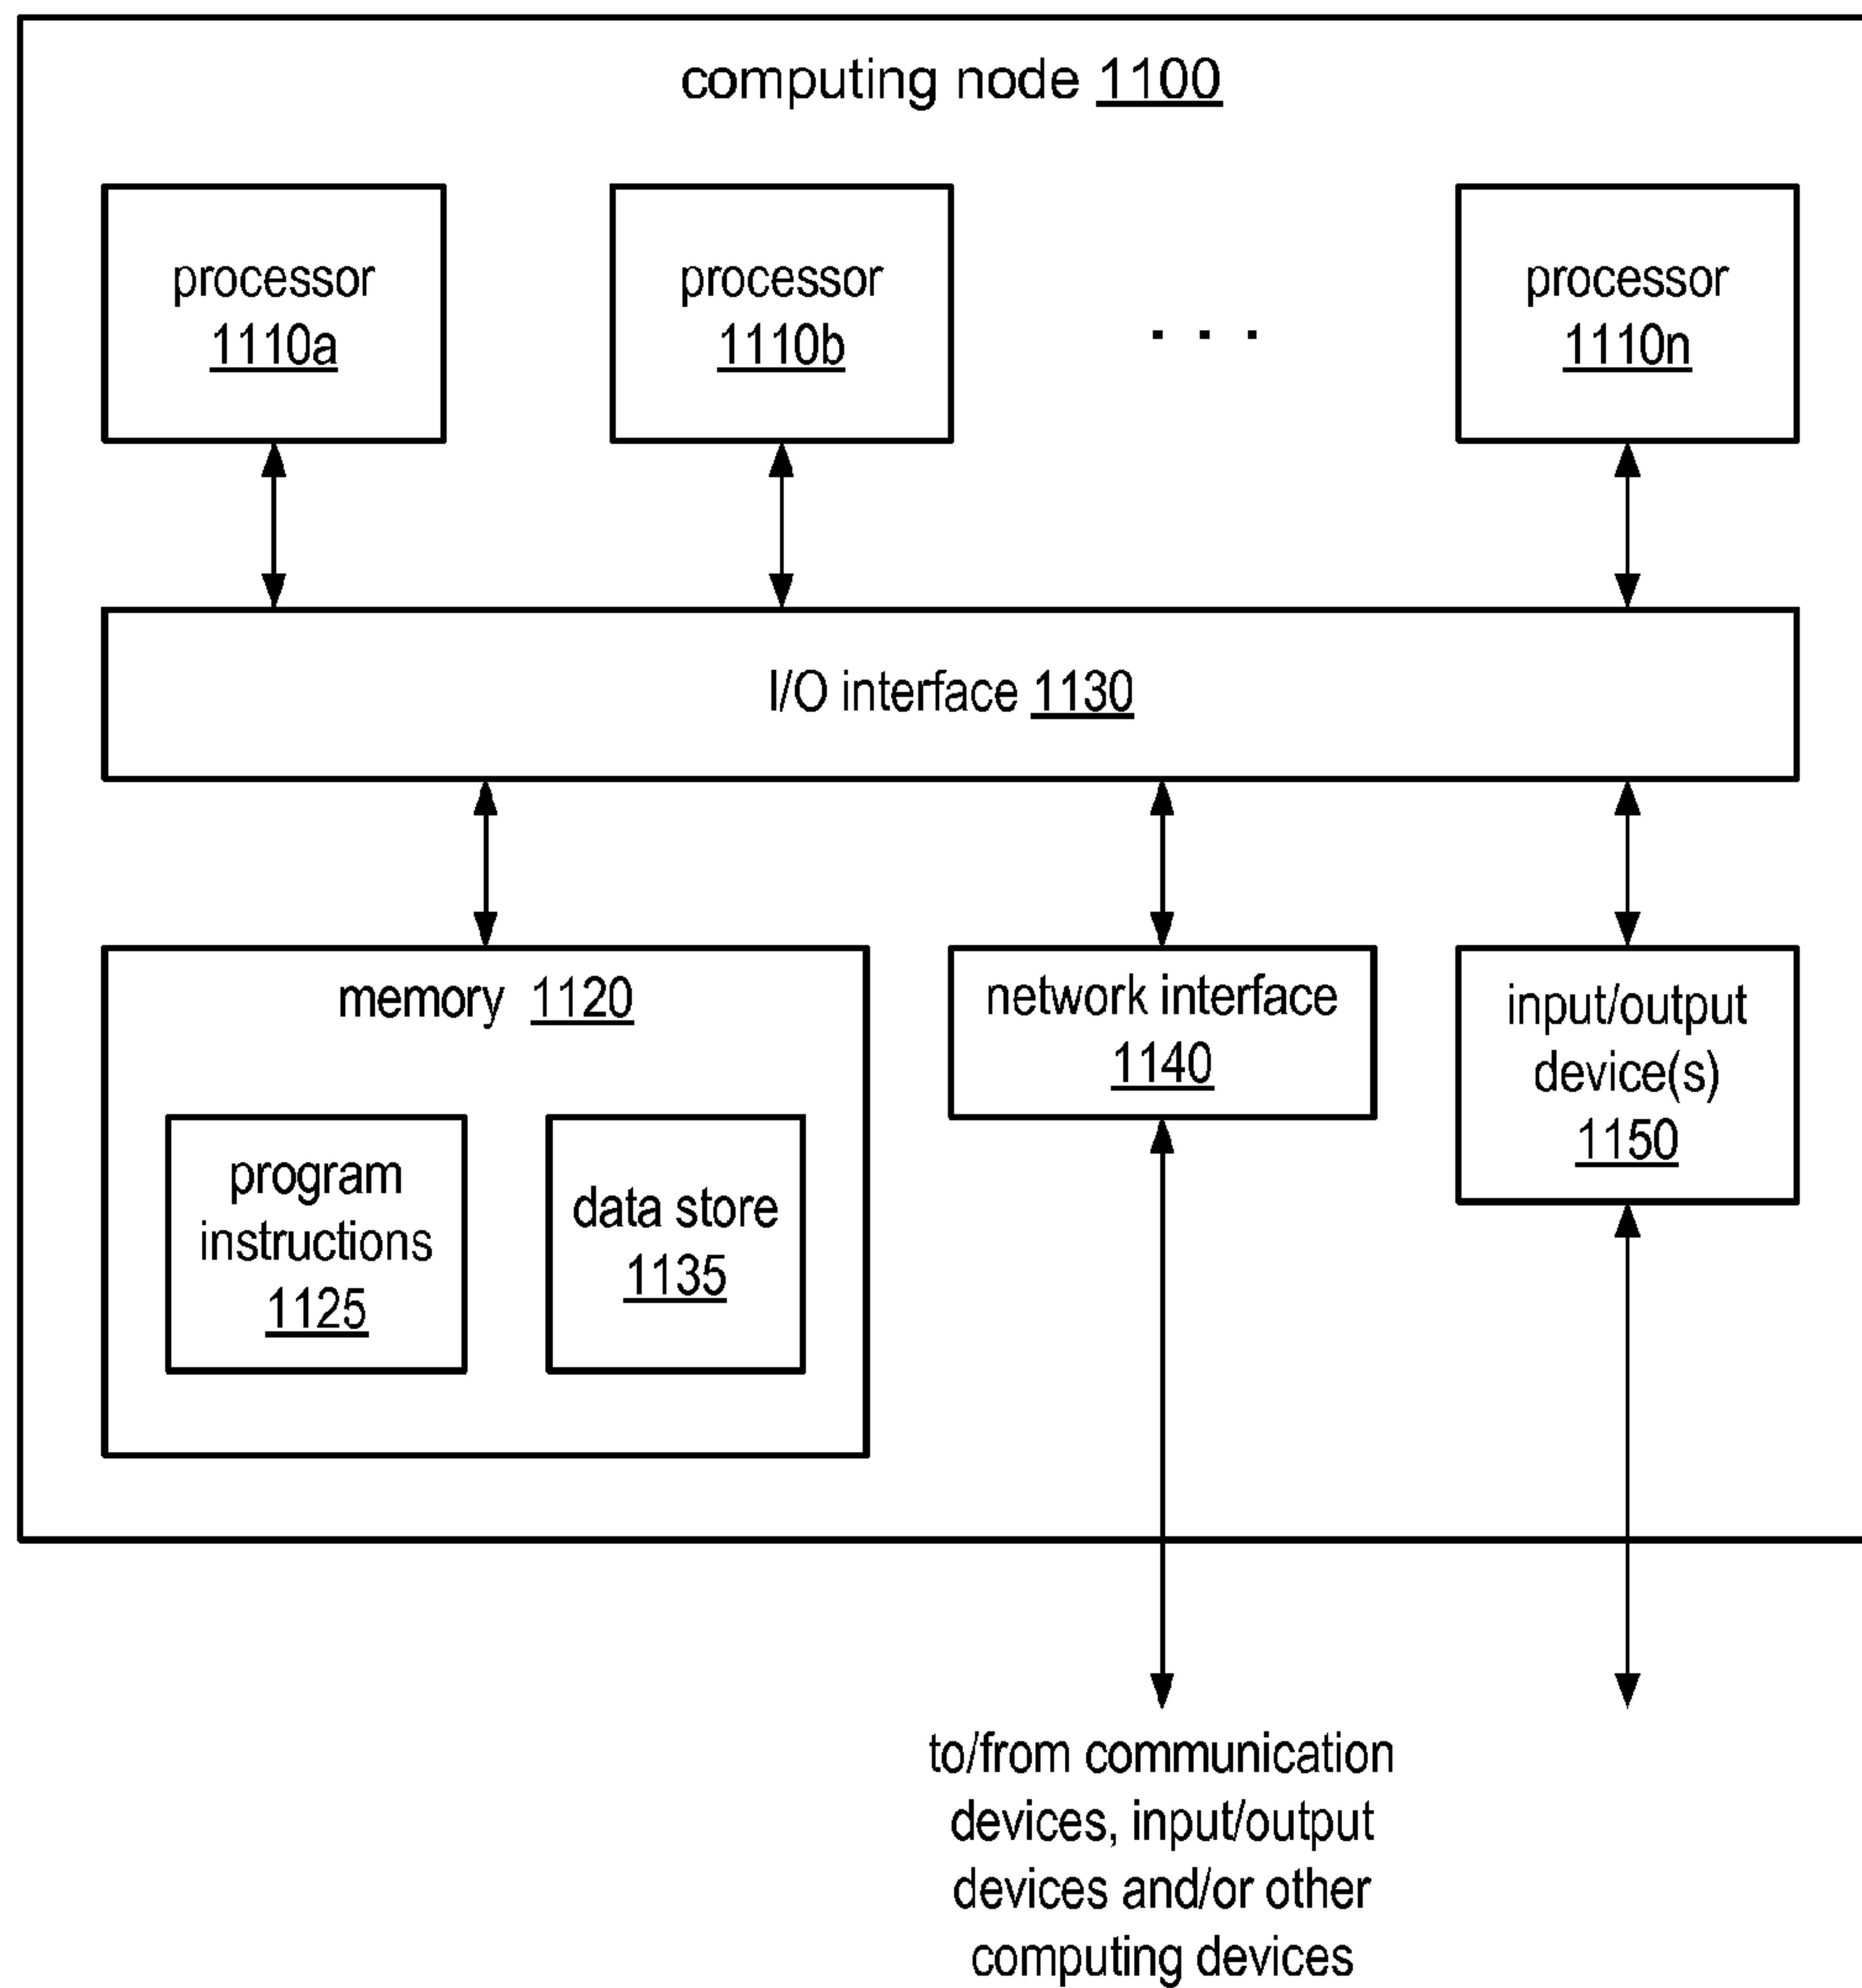 computing node 1100
processor
1110a
processor
1110b
. . .
processor
1110n
I/O interface 1130
memory 1120
program
instructions
1125
data store
1135
network interface
1140
input/output
device(s)
1150
to/from communication
devices, input/output
devices and/or other
computing devices